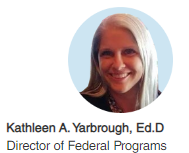 Kathleen A. Yarbrough, Ed.D
Director of Federal Programs